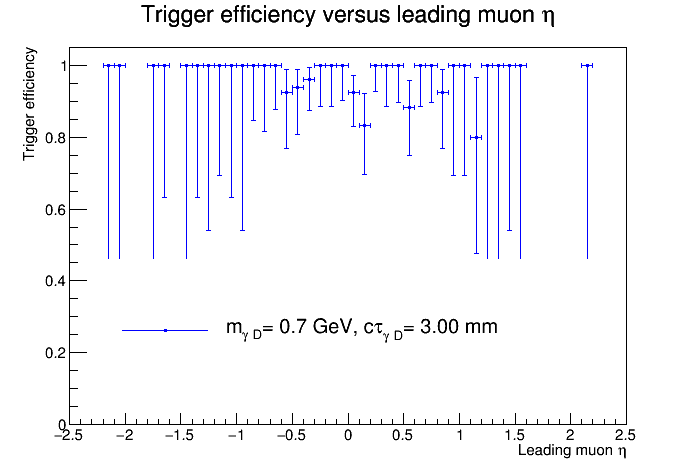 Trigger efficiency versus leading muon η
Trigger efficiency
1
0.8
0.6
0.4
0.2
0
m_γ D= 0.7 GeV, cτ_γ D= 3.00 mm
−2.5 −2 −1.5 −1 −0.5 0 0.5 1 1.5 2 2.5
Leading muon η